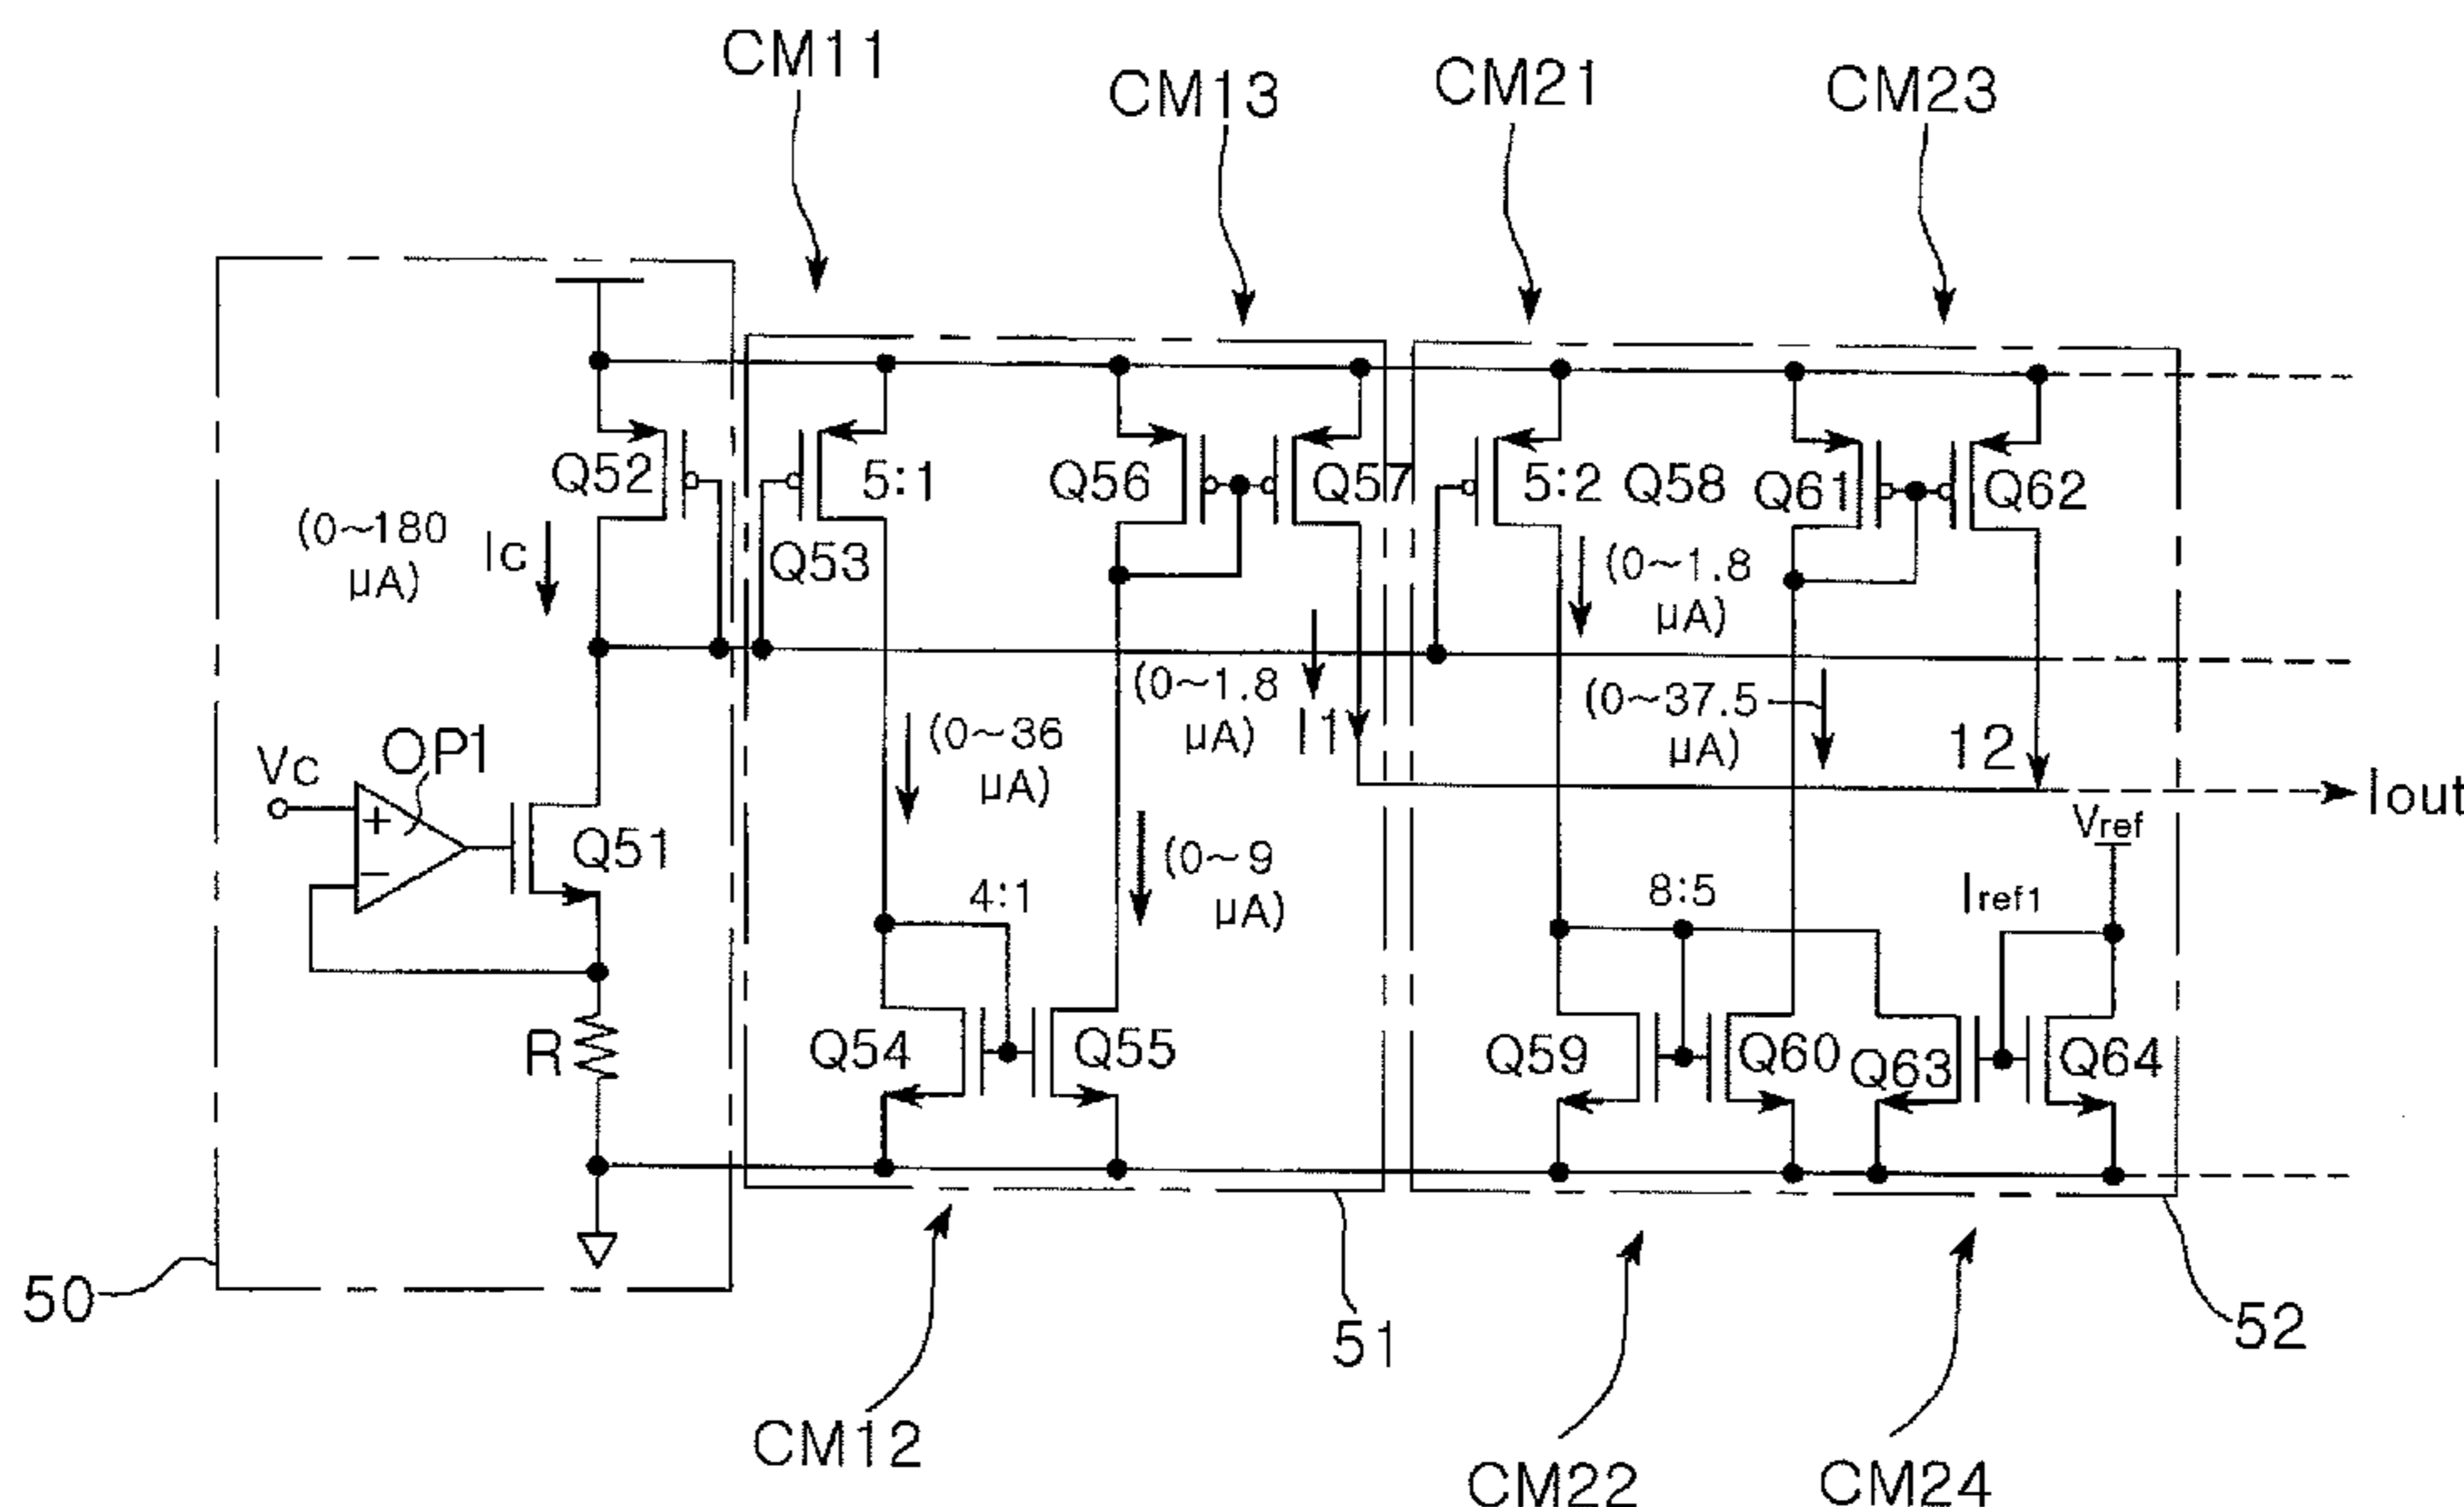 CM11
CM13
CM21
CM23
Q52
5:1
Q56
Q57
5:2
Q58
Q61
Q62
(0~180
μA)
Ic
Q53
(0~1.8
μA)
(0~1.8
μA)
I1
(0~37.5
μA)
12
(0~36
μA)
Vc
OP1
+
−
Q51
Iout
Vref
(0~9
μA)
4:1
8:5
Iref1
R
Q54
Q55
Q59
Q60
Q63
Q64
50
51
52
CM12
CM22
CM24